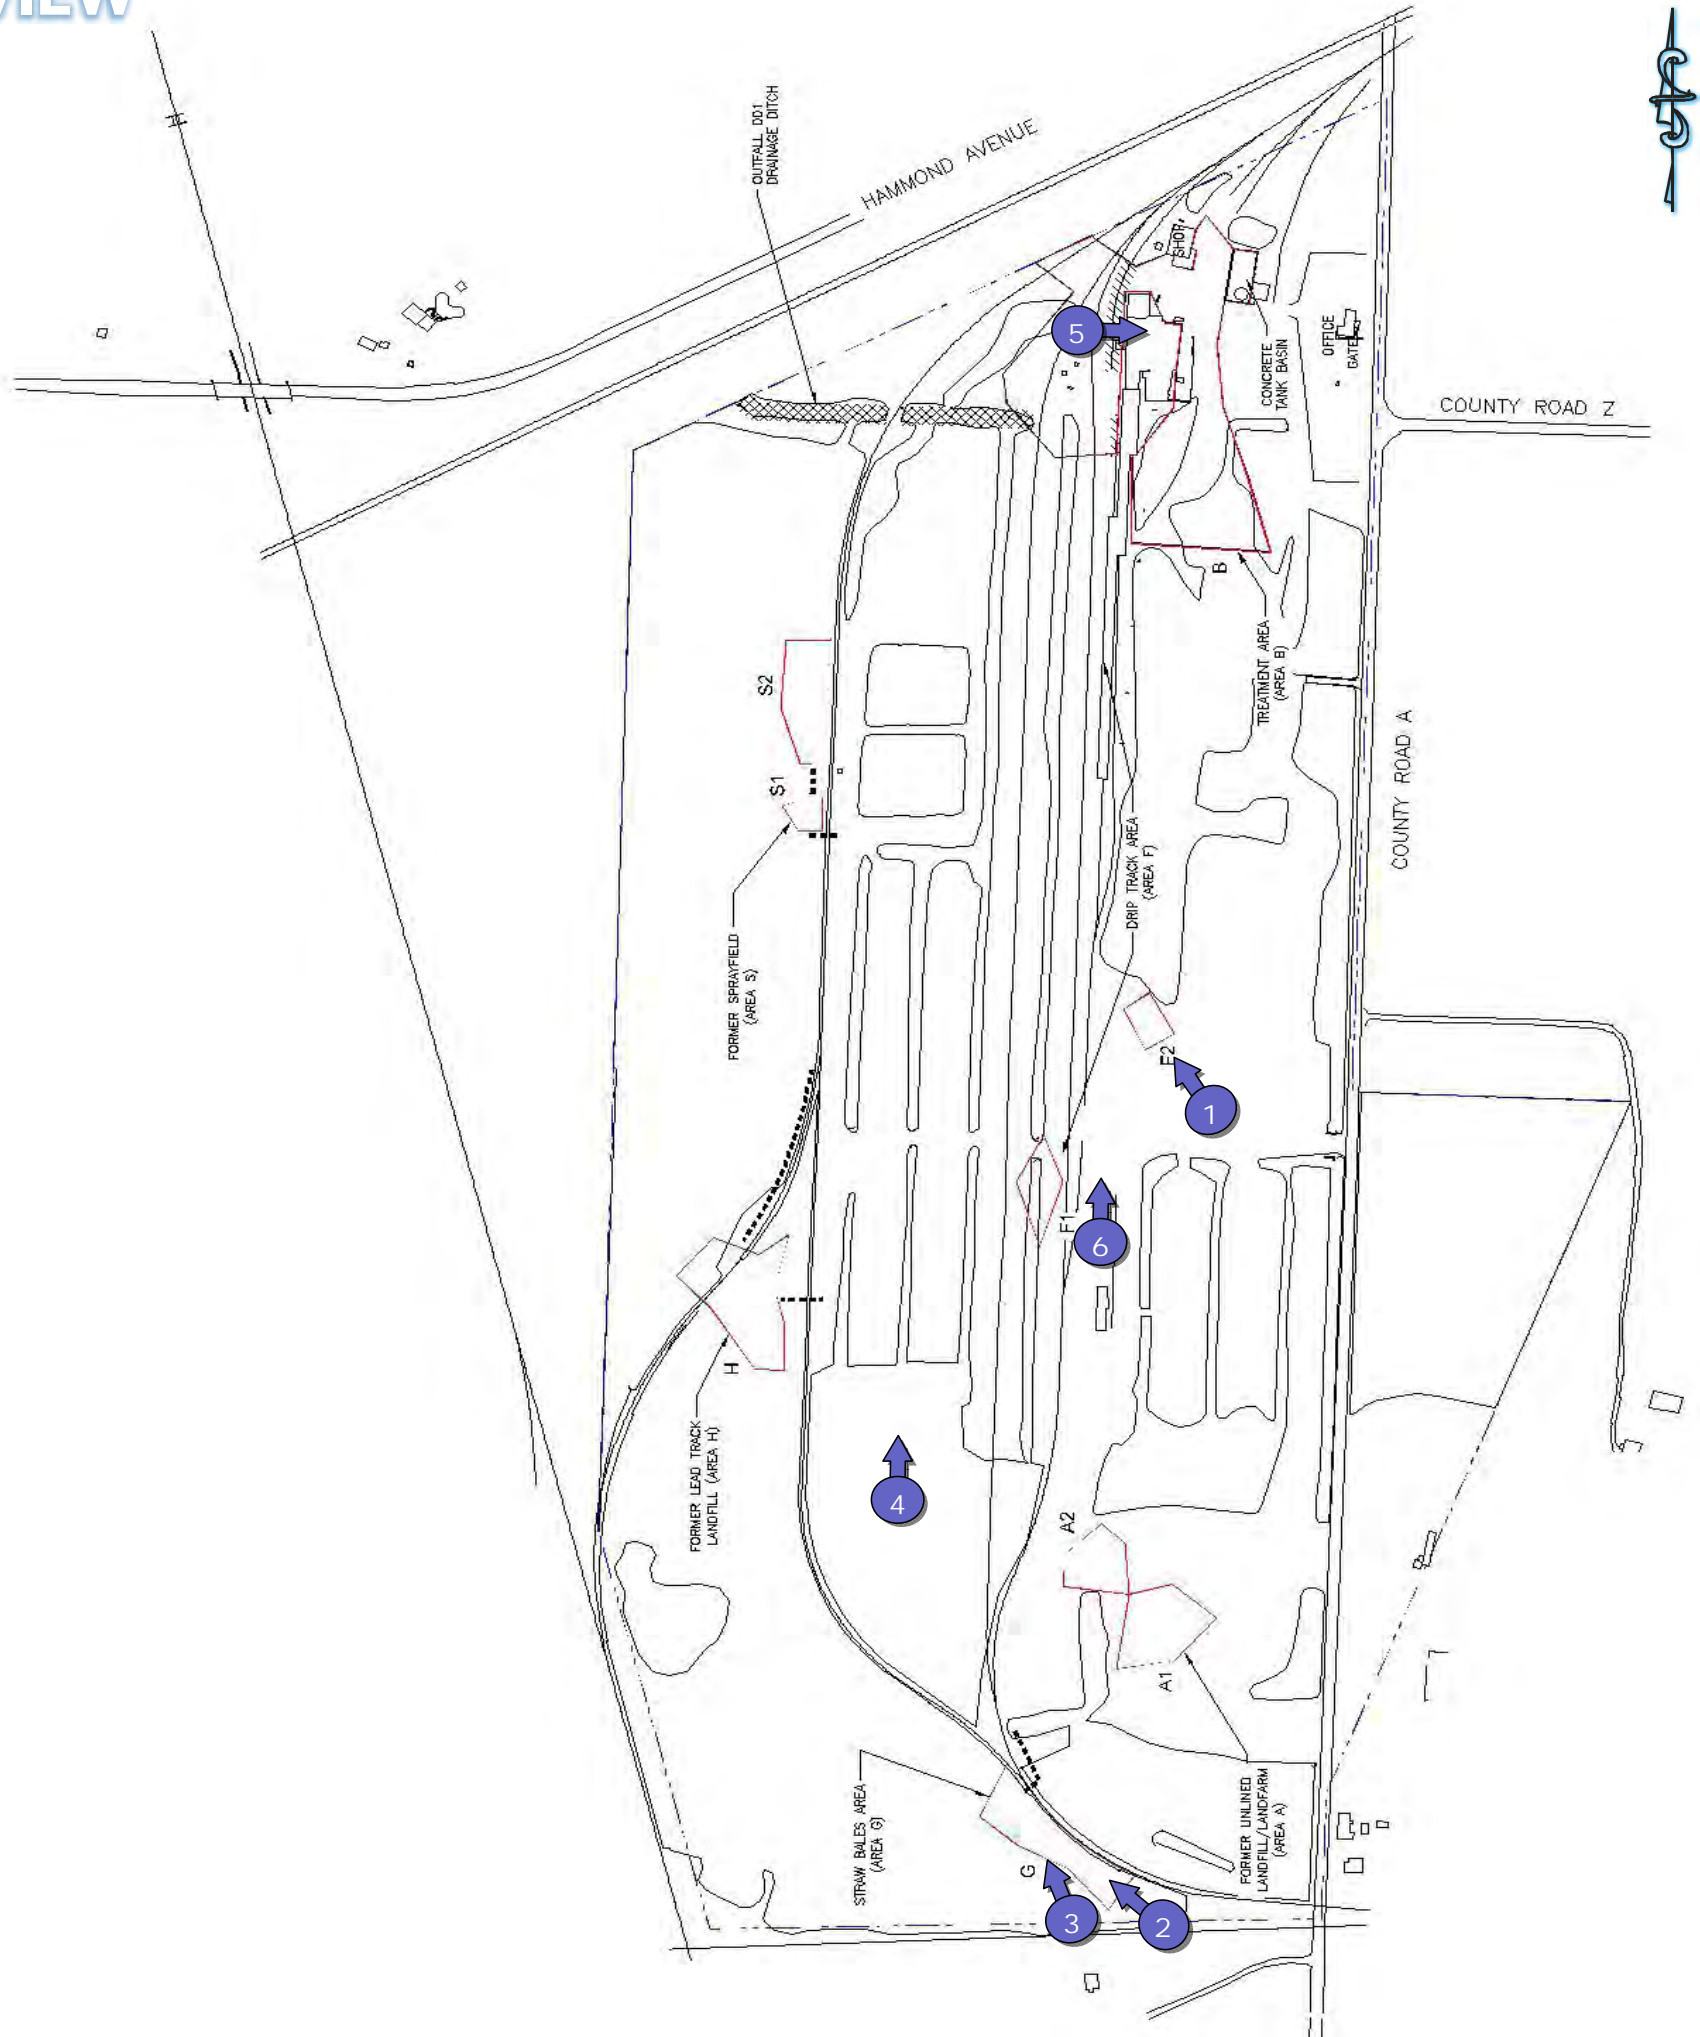 OUTFALL DD1
DRAINAGE DITCH
HAMMOND AVENUE
SHOP
5
OFFICE
GATE
CONCRETE
TANK BASIN
COUNTY ROAD Z
B
TREATMENT AREA
(AREA B)
S2
S1
COUNTY ROAD A
DRIP TRACK AREA
(AREA F)
FORMER SPRAYFIELD
(AREA S)
F2
1
F1
6
H
FORMER LEAD TRACK
LANDFILL (AREA H)
4
A2
A1
STRAW BALES AREA
(AREA G)
FORMER UNLINED
LANDFILL/LANDFARM
(AREA A)
G
3
2